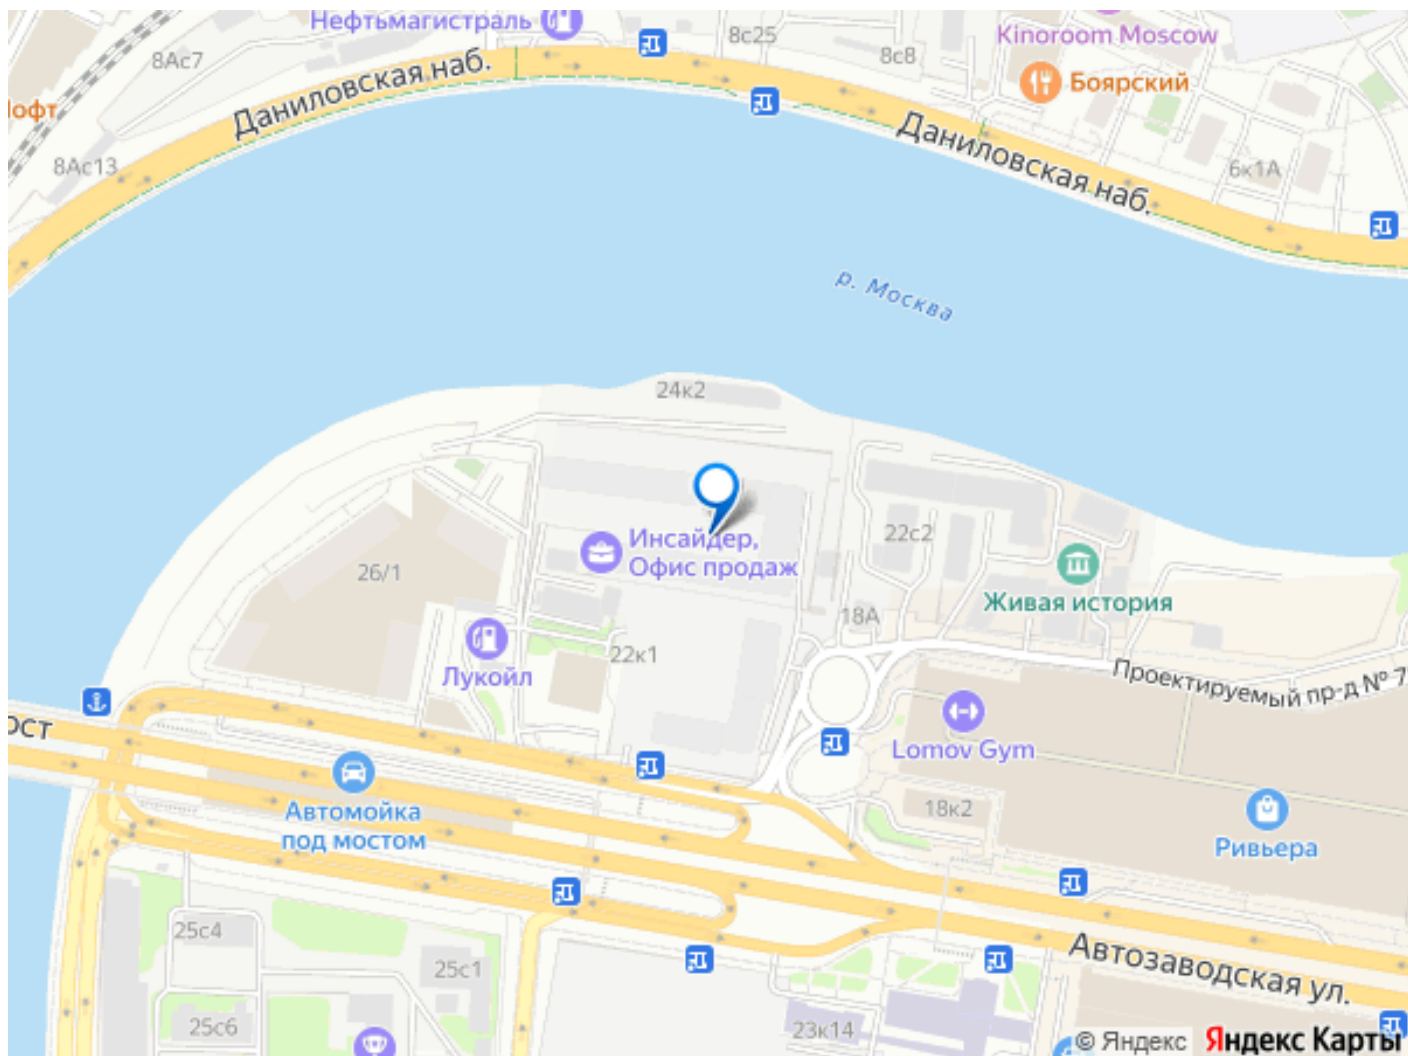 Нефтьмагистраль
8с25
8с8
Kinoroom Moscow
8Ас7
Боярский
Даниловская наб.
Даниловская наб.
8Ас13
6к1А
р. Москва
24к2
Инсайдер,
Офис продаж
22с2
26/1
Живая история
18А
22к1
Лукойл
Проектируемый пр-д № 7
Lomov Gym
Автомойка
под мостом
18к2
Ривьера
25с4
25с1
Автозаводская ул.
25с6
23к14
© Яндекс Яндекс Карты